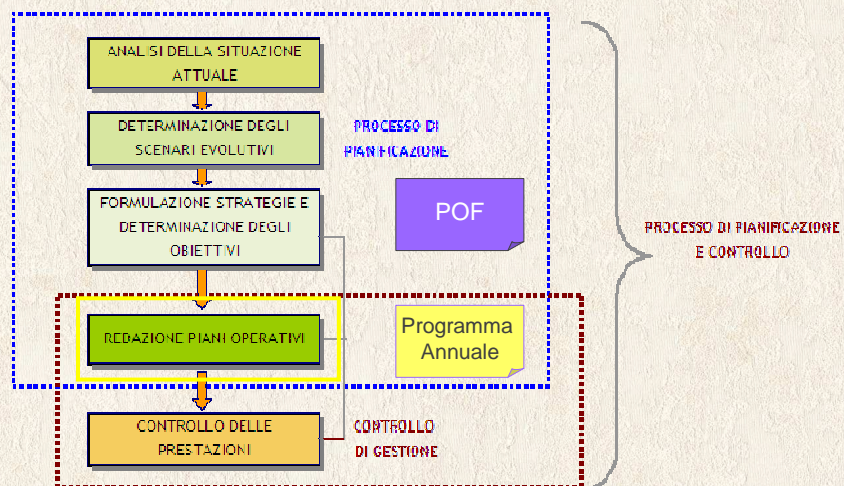 ANALISI DELLA SITUAZIONE
ATTUALE
DETERMINAZIONE DEGLI
SCENARI EVOLUTIVI
PROCESSO DI
PIANIFICAZIONE
FORMULAZIONE STRATEGIE E
DETERMINAZIONE DEGLI
OBIETTIVI
POF
PROCESSO DI PIANIFICAZIONE
E CONTROLLO
REDAZIONE PIANI OPERATIVI
Programma
Annuale
CONTROLLO DELLE
PRESTAZIONI
CONTROLLO
DI GESTIONE